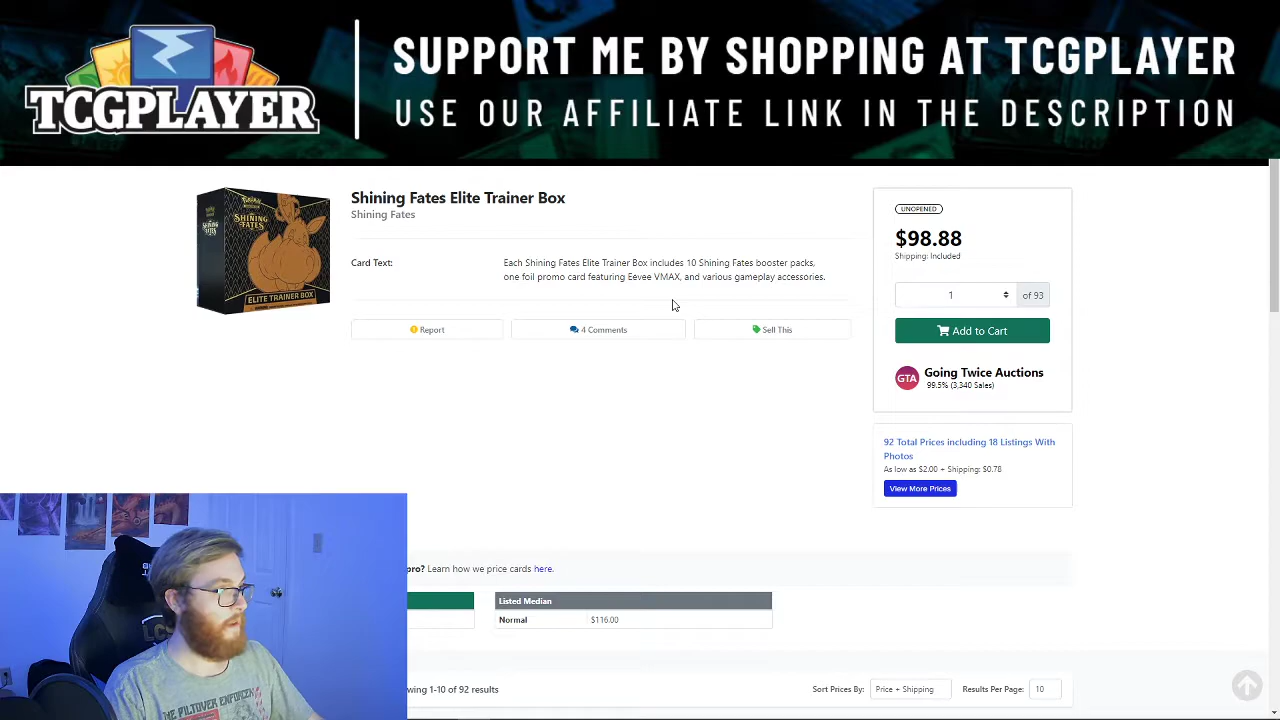 TCGPLAYER
SUPPORT ME BY SHOPPING AT TCGPLAYER
USE OUR AFFILIATE LINK IN THE DESCRIPTION
SHINING FATES
ELITE TRAINER BOX
Shining Fates Elite Trainer Box
Shining Fates
Card Text:
Each Shining Fates Elite Trainer Box includes 10 Shining Fates booster packs,
one foil promo card featuring Eevee VMAX, and various gameplay accessories.
Report
4 Comments
Sell This
UNOPENED
$98.88
Shipping: Included
1
of 93
Add to Cart
GTA
Going Twice Auctions
99.5% (3,340 Sales)
92 Total Prices including 18 Listings With
Photos
As low as $2.00 + Shipping: $0.78
View More Prices
pro? Learn how we price cards here.
Listed Median
Normal $116.00
wing 1-10 of 92 results
Sort Prices By: Price + Shipping
Results Per Page: 10